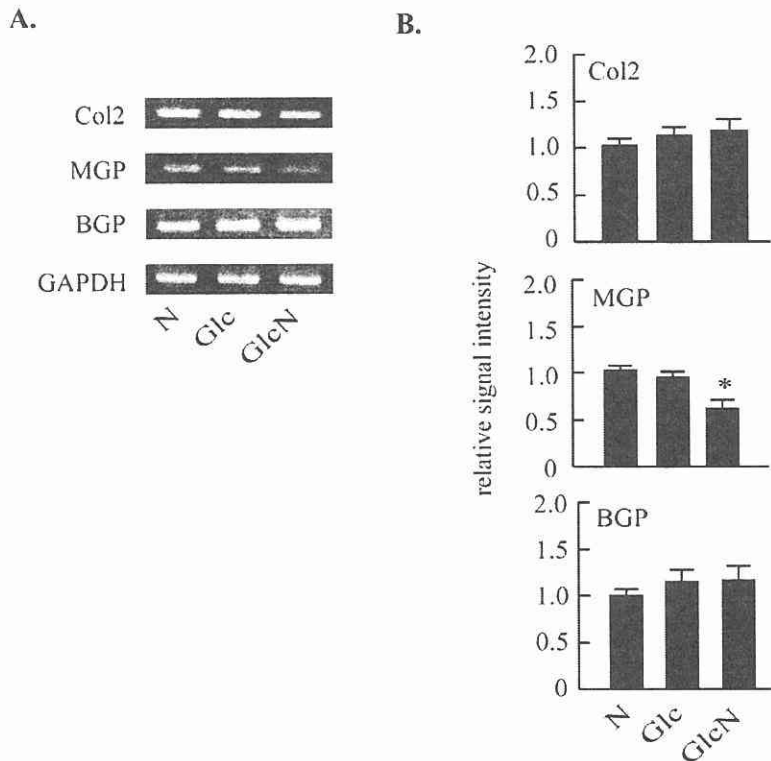 A.
Col2
MGP
BGP
GAPDH
N
Glc
GlcN
B.
relative signal intensity
2.0
1.5
1.0
0.5
0
Col2
2.0
1.5
1.0
0.5
0
MGP
*
2.0
1.5
1.0
0.5
0
BGP
N
Glc
GlcN